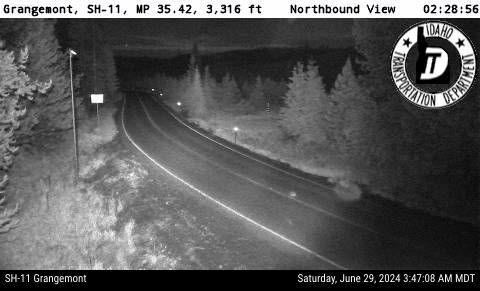 Grangemont, SH-11, MP 35.42, 3,316 ft Northbound View 02:28:56
IDAHO
TRANSPORTATION DEPARTMENT
SH-11 Grangemont Saturday, June 29, 2024 3:47:08 AM MDT